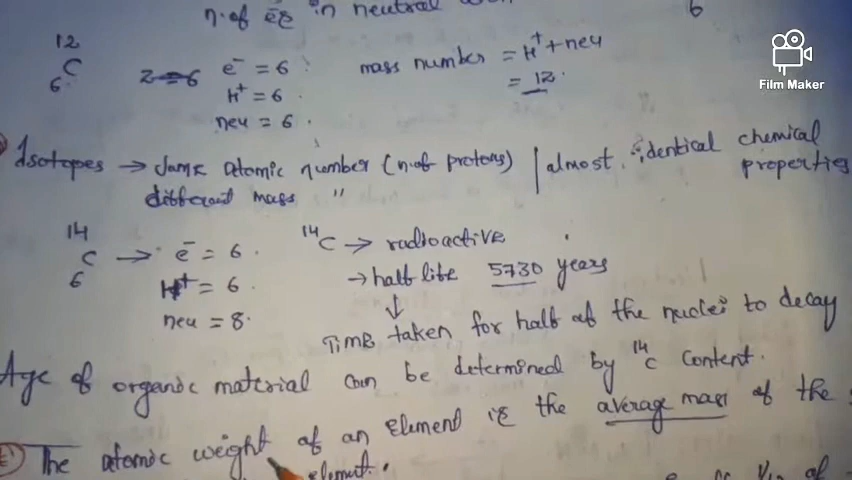 n.of ēs in neutral
6
12
C
6
z=6 e⁻ = 6
H⁺ = 6
neu = 6
mass number = H⁺ + neu
= 12
Film Maker
Isotopes → same atomic number (n.of protons) | almost identical chemical
different mass " properties
14
C
6
→ e⁻ = 6
H⁺ = 6
neu = 8
¹⁴C → radioactive
→ half life 5730 years
↓
Time taken for half of the nuclei to decay
Age of organic material can be determined by ¹⁴C content.
The atomic weight of an Element is the average mass of the
element.